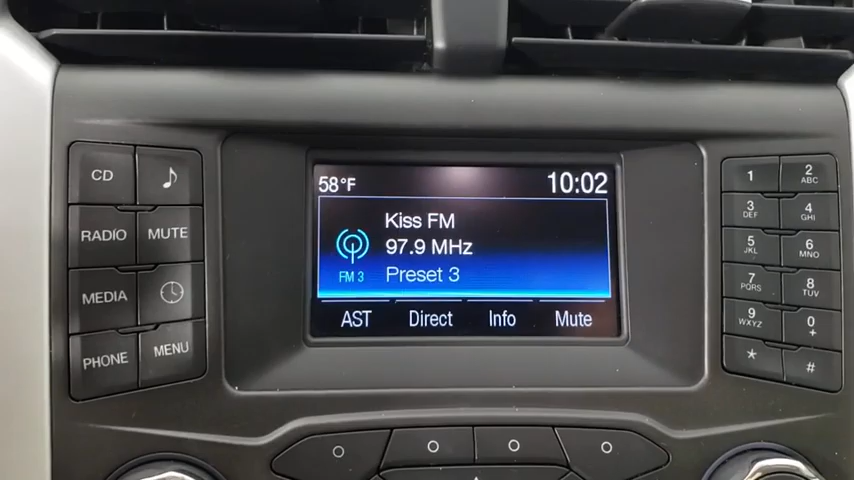 CD
RADIO MUTE
MEDIA
PHONE MENU
58°F 10:02
Kiss FM
97.9 MHz
FM 3 Preset 3
AST Direct Info Mute
1 2 ABC
3 DEF 4 GHI
5 JKL 6 MNO
7 PQRS 8 TUV
9 WXYZ 0 +
* #